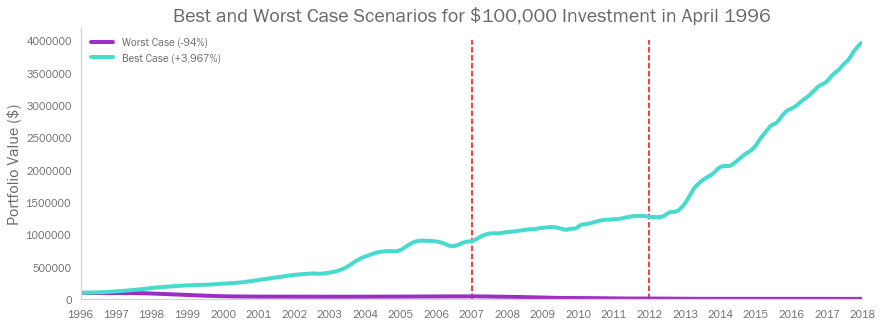 Best and Worst Case Scenarios for $100,000 Investment in April 1996
Worst Case (-94%)
Best Case (+3,967%)
Portfolio Value ($)
4000000
3500000
3000000
2500000
2000000
1500000
1000000
500000
0
1996 1997 1998 1999 2000 2001 2002 2003 2004 2005 2006 2007 2008 2009 2010 2011 2012 2013 2014 2015 2016 2017 2018